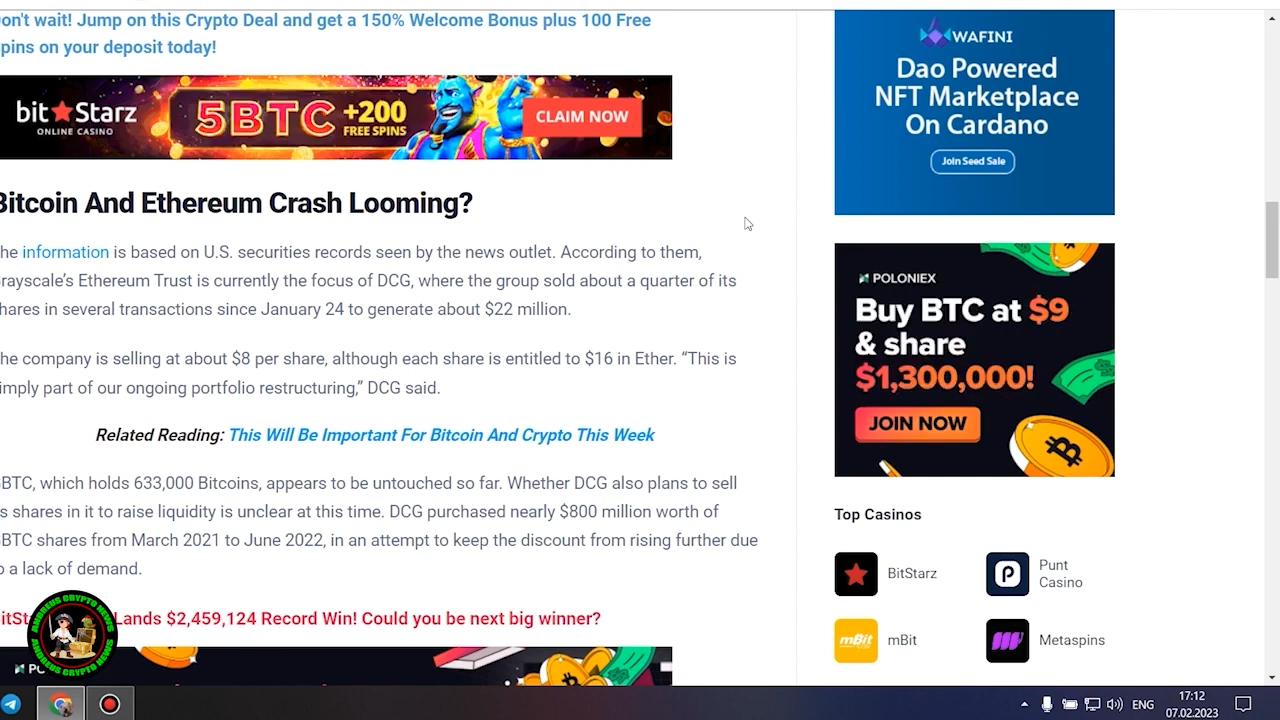 on't wait! Jump on this Crypto Deal and get a 150% Welcome Bonus plus 100 Free
pins on your deposit today!
bit★Starz
ONLINE CASINO
5BTC +200
FREE SPINS
CLAIM NOW
Bitcoin And Ethereum Crash Looming?
he information is based on U.S. securities records seen by the news outlet. According to them,
rayscale's Ethereum Trust is currently the focus of DCG, where the group sold about a quarter of its
hares in several transactions since January 24 to generate about $22 million.
he company is selling at about $8 per share, although each share is entitled to $16 in Ether. “This is
imply part of our ongoing portfolio restructuring,” DCG said.
Related Reading: This Will Be Important For Bitcoin And Crypto This Week
BTC, which holds 633,000 Bitcoins, appears to be untouched so far. Whether DCG also plans to sell
s shares in it to raise liquidity is unclear at this time. DCG purchased nearly $800 million worth of
BTC shares from March 2021 to June 2022, in an attempt to keep the discount from rising further due
o a lack of demand.
itSt Lands $2,459,124 Record Win! Could you be next big winner?
ANDREUS CRYPTO NEWS
ANDREUS CRYPTO NEWS
PO
WAFINI
Dao Powered
NFT Marketplace
On Cardano
Join Seed Sale
POLONIEX
Buy BTC at $9
& share
$1,300,000!
JOIN NOW
Top Casinos
BitStarz
Punt
Casino
mBit
mBit
Metaspins
ENG
17:12
07.02.2023